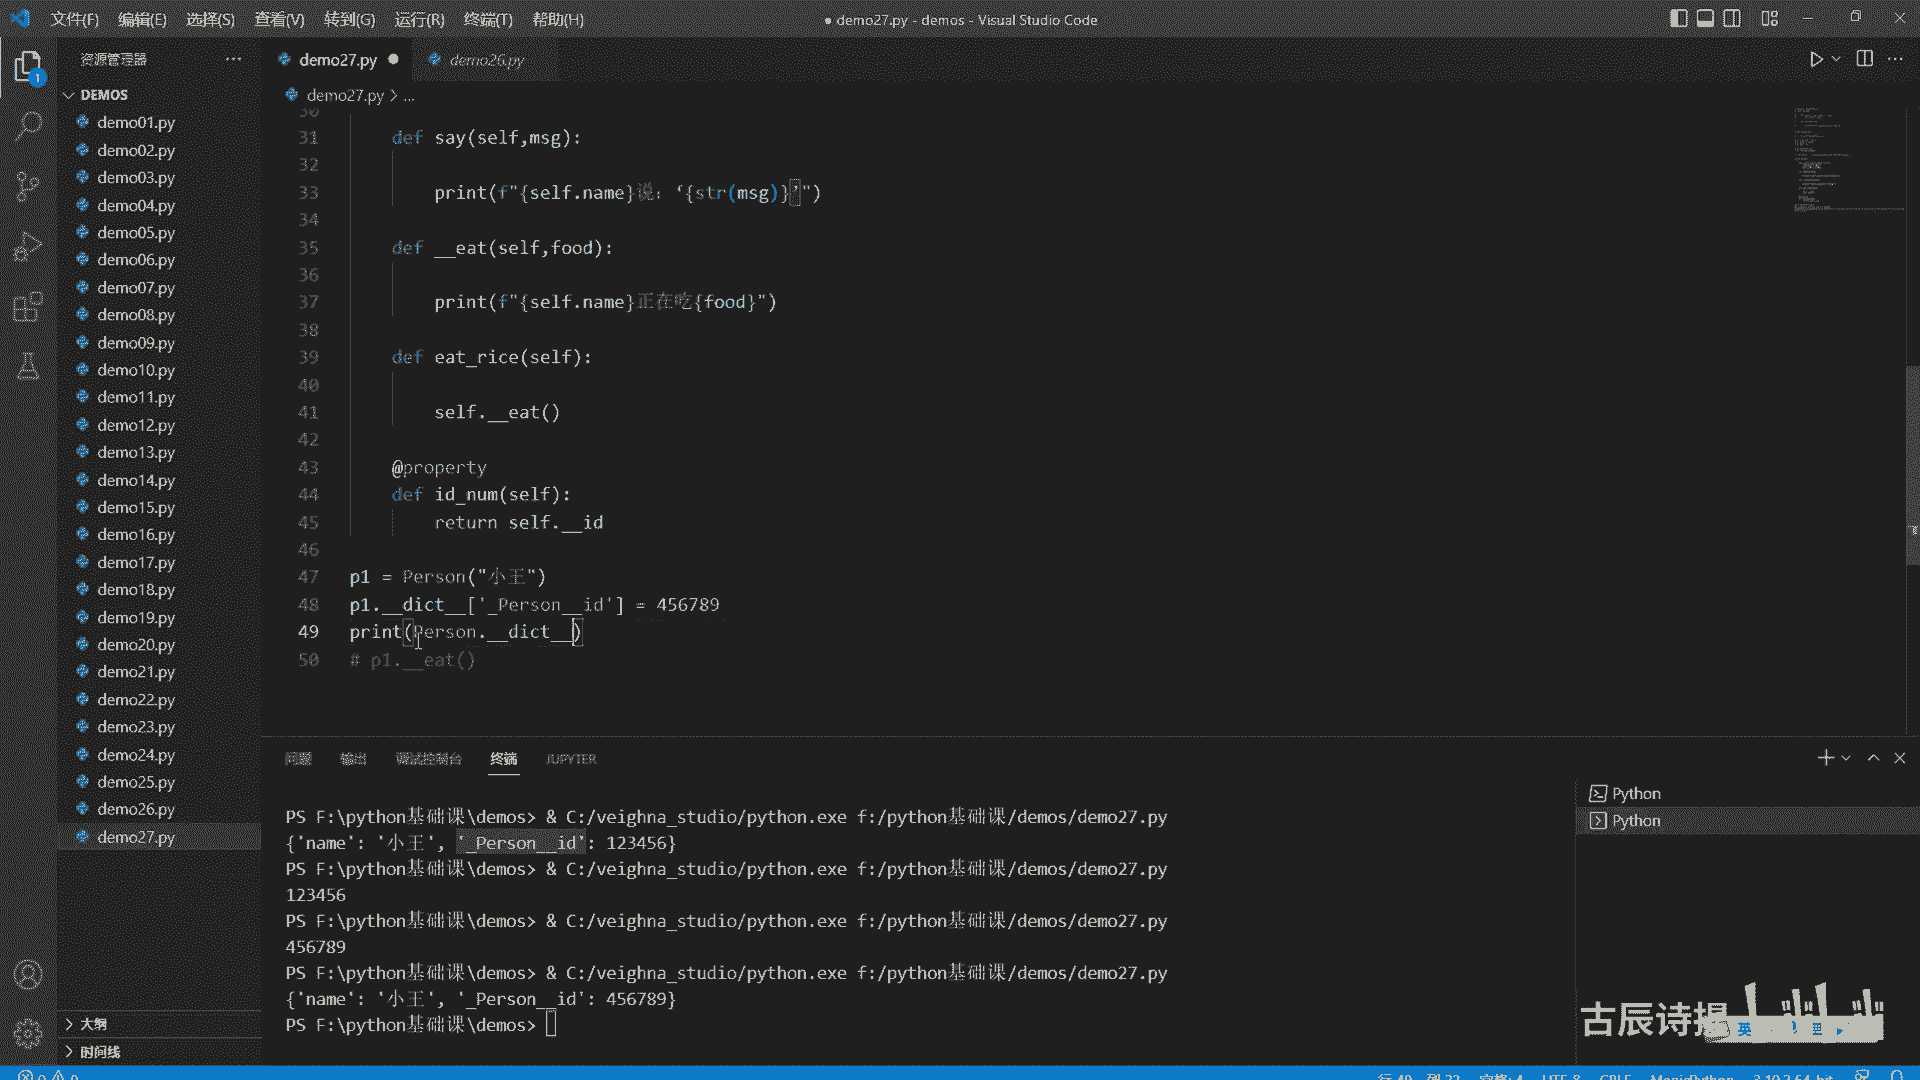 文件(F) 编辑(E) 选择(S) 查看(V) 转到(G) 运行(R) 终端(T) 帮助(H)
● demo27.py - demos - Visual Studio Code
资源管理器 ···
demo27.py ●
demo26.py
DEMOS
demo27.py > ...
demo01.py
demo02.py
demo03.py
demo04.py
demo05.py
demo06.py
demo07.py
demo08.py
demo09.py
demo10.py
demo11.py
demo12.py
demo13.py
demo14.py
demo15.py
demo16.py
demo17.py
demo18.py
demo19.py
demo20.py
demo21.py
demo22.py
demo23.py
demo24.py
demo25.py
demo26.py
demo27.py
大纲
时间线
30
31 def say(self,msg):
32
33 print(f"{self.name}说：‘{str(msg)}’")
34
35 def __eat(self,food):
36
37 print(f"{self.name}正在吃{food}")
38
39 def eat_rice(self):
40
41 self.__eat()
42
43 @property
44 def id_num(self):
45 return self.__id
46
47 p1 = Person("小王")
48 p1.__dict__['_Person__id'] = 456789
49 print(Person.__dict__)
50 # p1.__eat()
问题 输出 调试控制台 终端 JUPYTER
PS F:\python基础课\demos> & C:/veighna_studio/python.exe f:/python基础课/demos/demo27.py
{'name': '小王', '_Person__id': 123456}
PS F:\python基础课\demos> & C:/veighna_studio/python.exe f:/python基础课/demos/demo27.py
123456
PS F:\python基础课\demos> & C:/veighna_studio/python.exe f:/python基础课/demos/demo27.py
456789
PS F:\python基础课\demos> & C:/veighna_studio/python.exe f:/python基础课/demos/demo27.py
{'name': '小王', '_Person__id': 456789}
PS F:\python基础课\demos>
Python
Python
古辰诗提
英